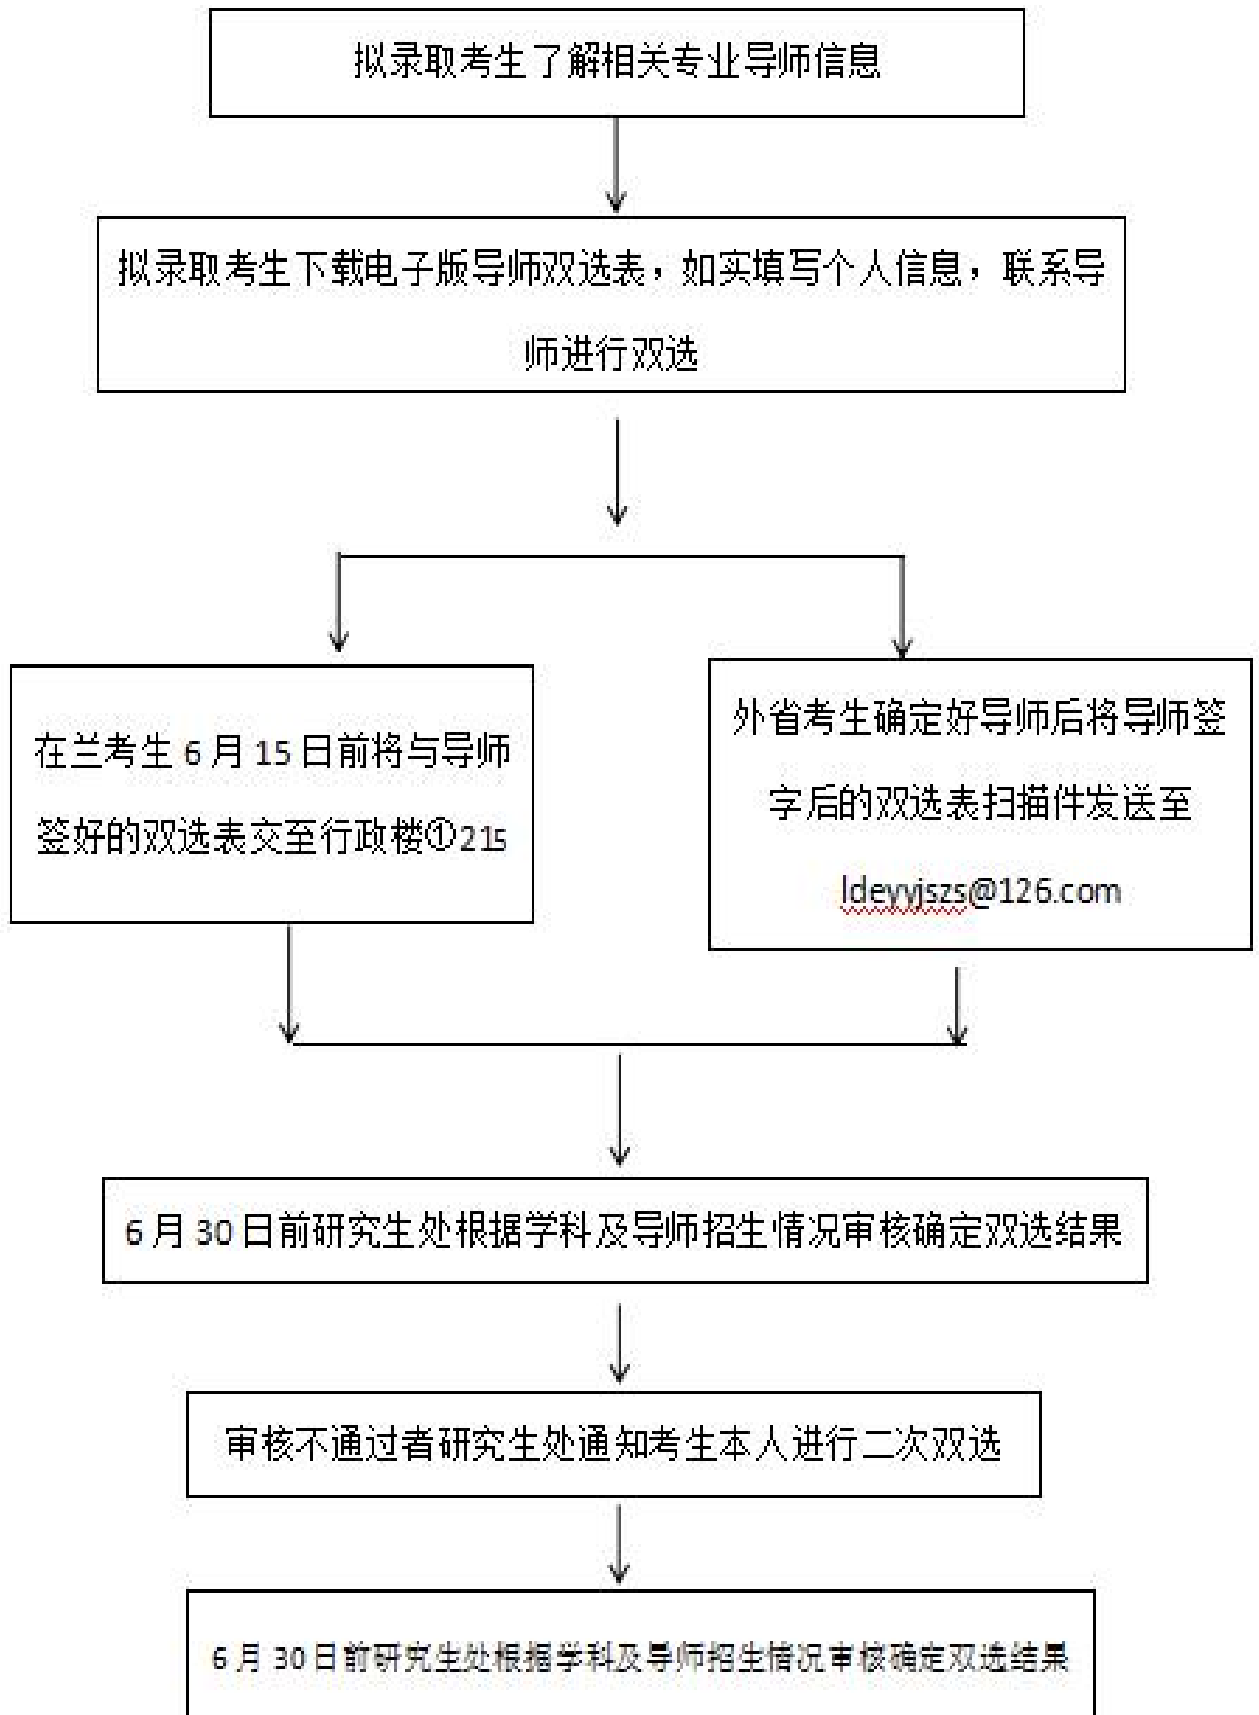 拟录取考生了解相关专业导师信息
拟录取考生下载电子版导师双选表，如实填写个人信息，联系导
师进行双选
在兰考生 6 月 15 日前将与导师
签好的双选表交至行政楼①215
外省考生确定好导师后将导师签
字后的双选表扫描件发送至
ldeyyjszs@126.com
6 月 30 日前研究生处根据学科及导师招生情况审核确定双选结果
审核不通过者研究生处通知考生本人进行二次双选
6 月 30 日前研究生处根据学科及导师招生情况审核确定双选结果